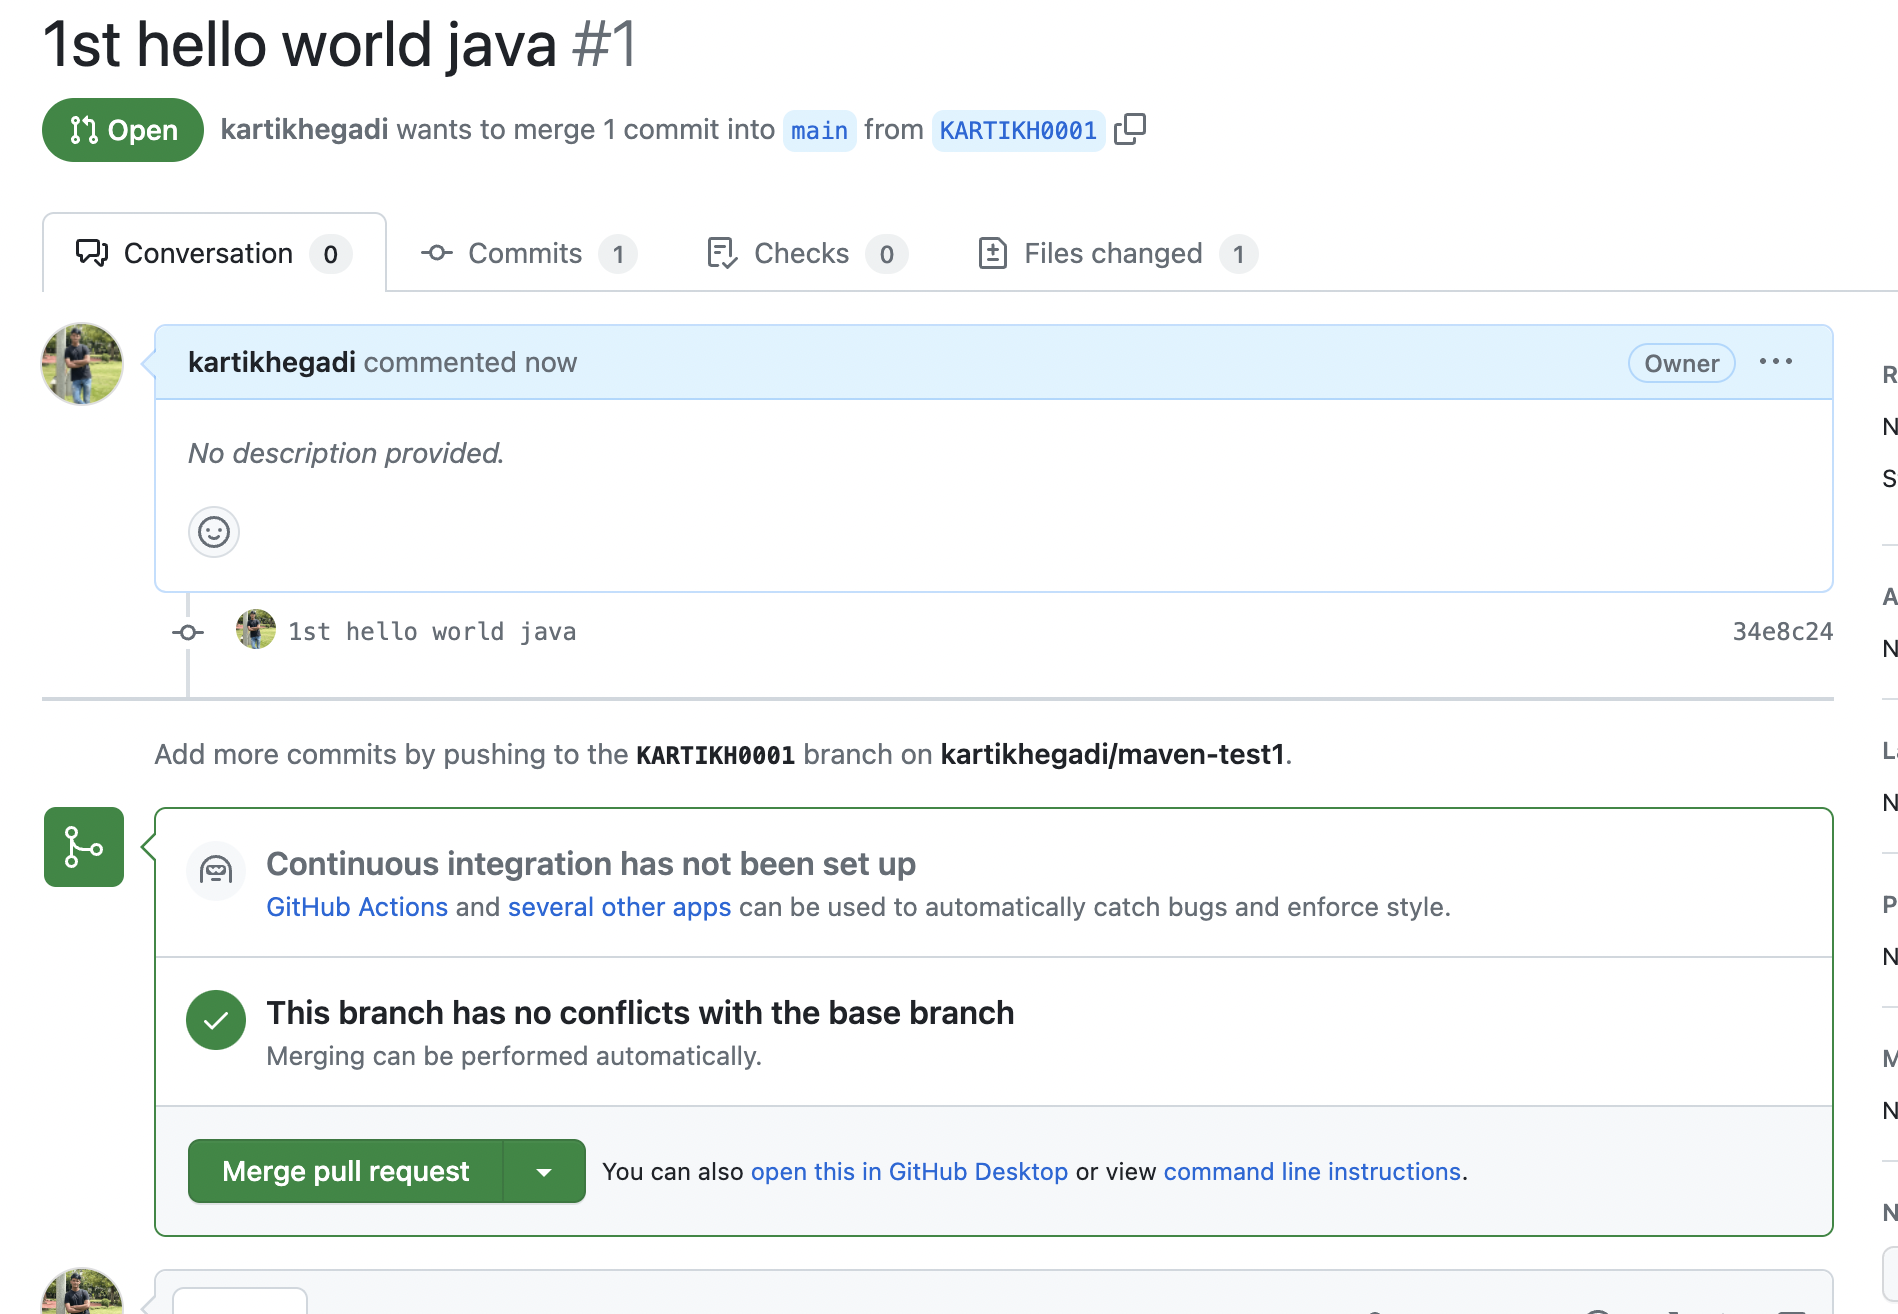 1st hello world java #1
Open kartikhegadi wants to merge 1 commit into main from KARTIKH0001
Conversation 0 Commits 1 Checks 0 Files changed 1
kartikhegadi commented now Owner
No description provided.
1st hello world java 34e8c24
Add more commits by pushing to the KARTIKH0001 branch on kartikhegadi/maven-test1.
Continuous integration has not been set up
GitHub Actions and several other apps can be used to automatically catch bugs and enforce style.
This branch has no conflicts with the base branch
Merging can be performed automatically.
Merge pull request You can also open this in GitHub Desktop or view command line instructions.